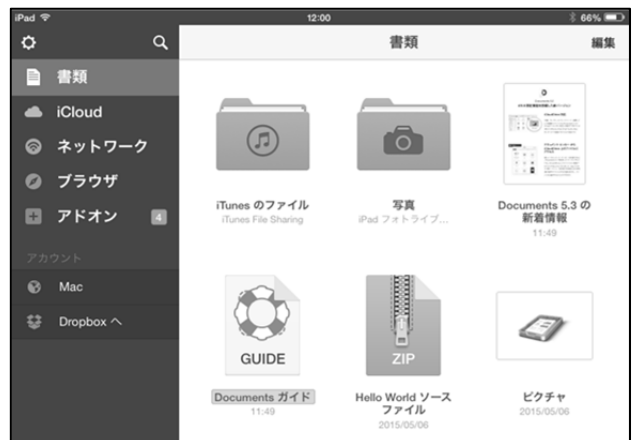 iPad 12:00 66%
書類
編集
書類
iCloud
ネットワーク
ブラウザ
アドオン 4
アカウント
Mac
Dropbox へ
iTunes のファイル
iTunes File Sharing
写真
iPad フォトライブ...
Documents 5.3 の
新着情報
11:49
GUIDE
Documents ガイド
11:49
ZIP
Hello World ソース
ファイル
2015/05/06
ピクチャ
2015/05/06